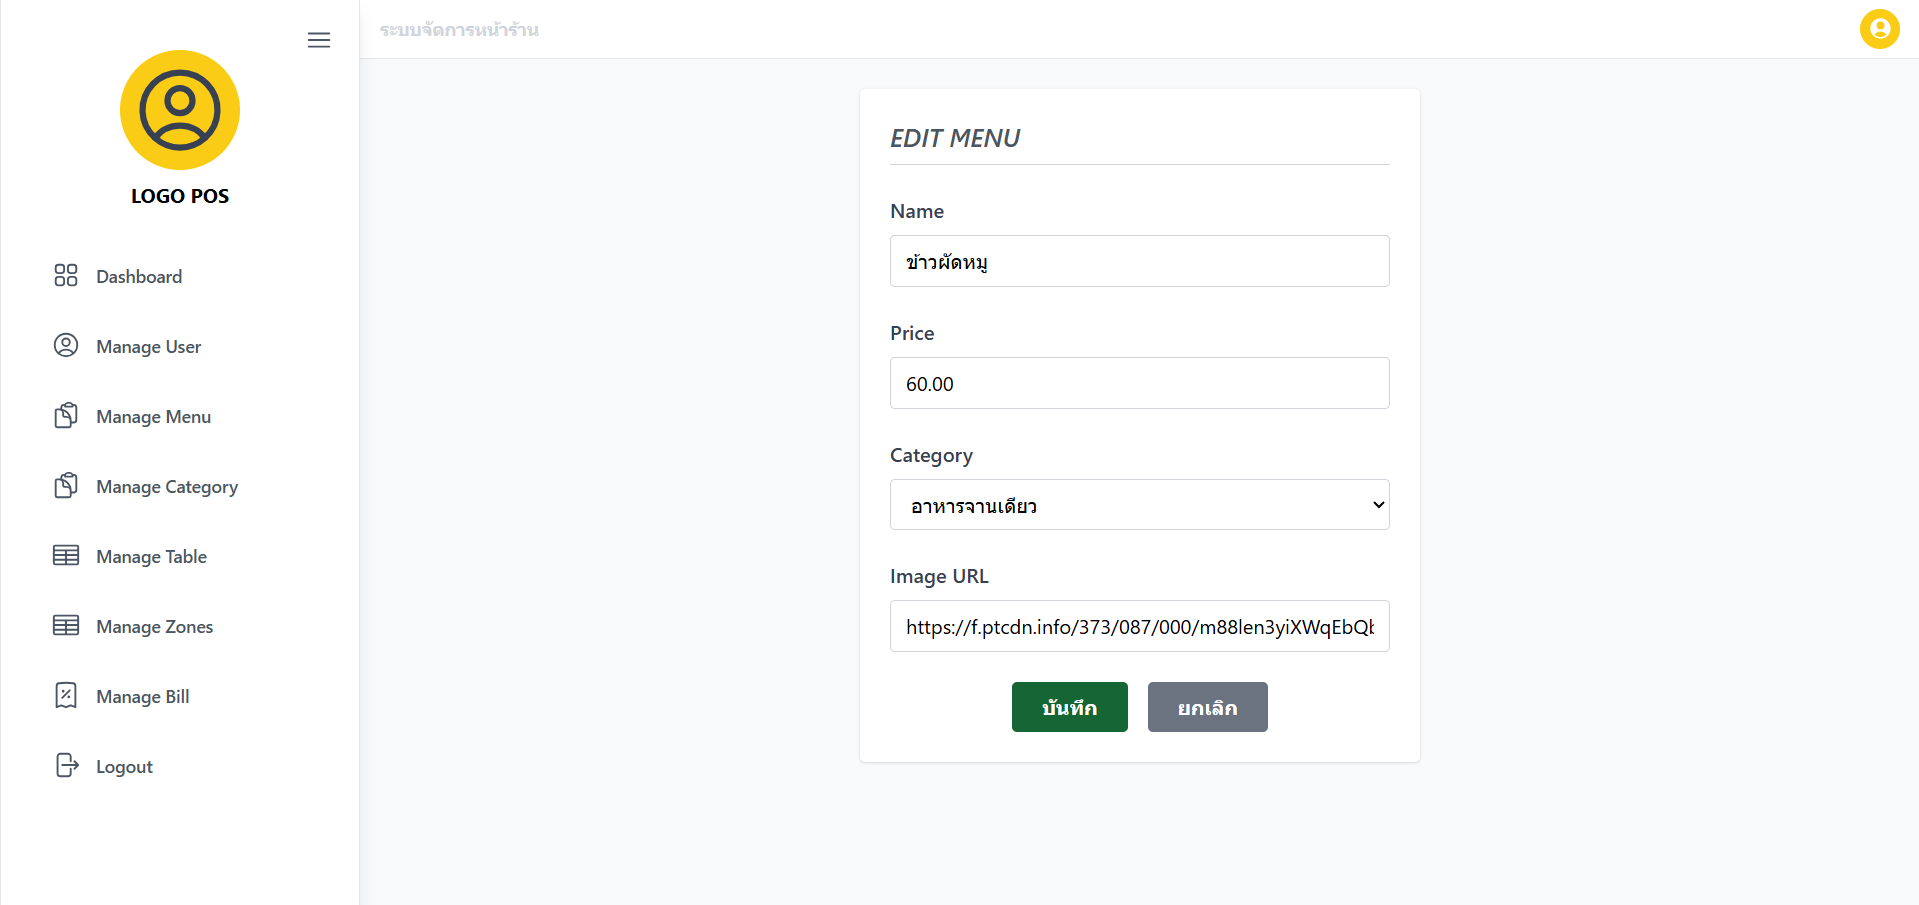 ระบบจัดการหน้าร้าน
LOGO POS
Dashboard
Manage User
Manage Menu
Manage Category
Manage Table
Manage Zones
Manage Bill
Logout
EDIT MENU
Name
ข้าวผัดหมู
Price
60.00
Category
อาหารจานเดียว
Image URL
https://f.ptcdn.info/373/087/000/m88len3yiXWqEbQb
บันทึก
ยกเลิก